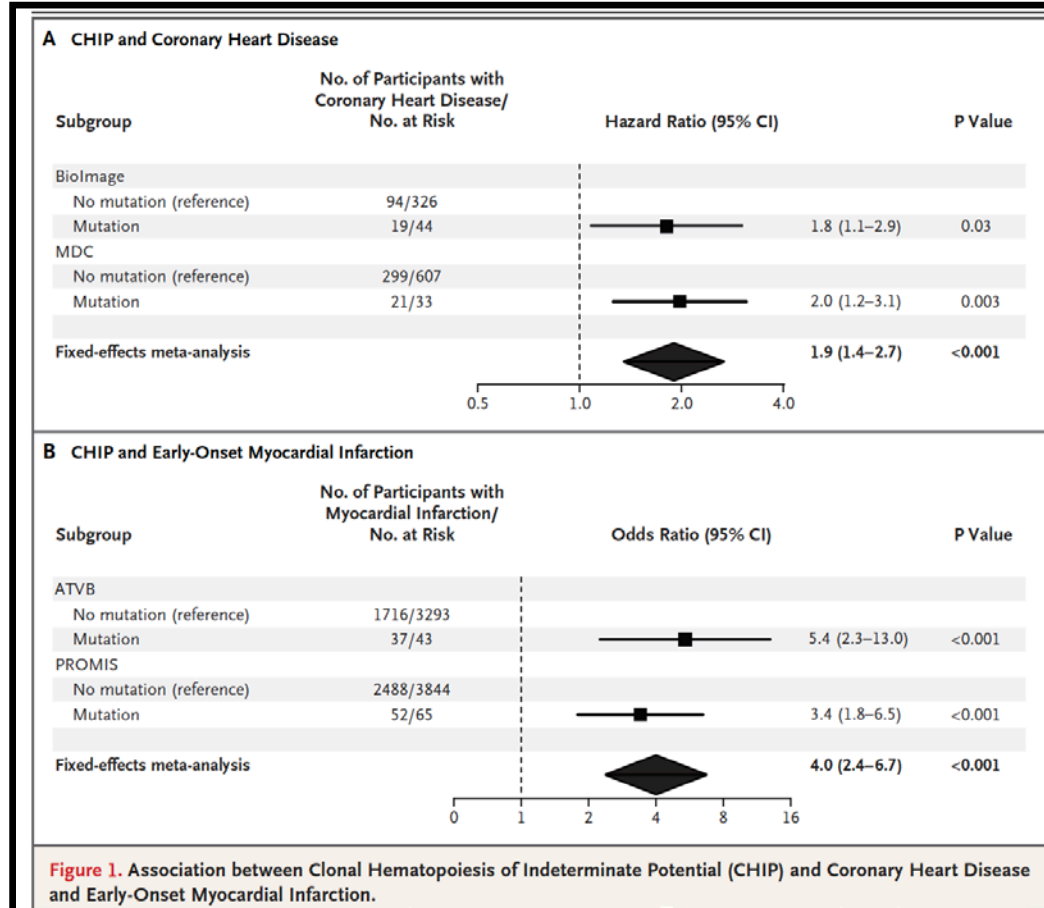 A CHIP and Coronary Heart Disease
No. of Participants with
Coronary Heart Disease/
Subgroup No. at Risk Hazard Ratio (95% CI) P Value
BioImage
No mutation (reference) 94/326
Mutation 19/44 1.8 (1.1–2.9) 0.03
MDC
No mutation (reference) 299/607
Mutation 21/33 2.0 (1.2–3.1) 0.003
Fixed-effects meta-analysis 1.9 (1.4–2.7) <0.001
0.5 1.0 2.0 4.0
B CHIP and Early-Onset Myocardial Infarction
No. of Participants with
Myocardial Infarction/
Subgroup No. at Risk Odds Ratio (95% CI) P Value
ATVB
No mutation (reference) 1716/3293
Mutation 37/43 5.4 (2.3–13.0) <0.001
PROMIS
No mutation (reference) 2488/3844
Mutation 52/65 3.4 (1.8–6.5) <0.001
Fixed-effects meta-analysis 4.0 (2.4–6.7) <0.001
0 1 2 4 8 16
Figure 1. Association between Clonal Hematopoiesis of Indeterminate Potential (CHIP) and Coronary Heart Disease
and Early-Onset Myocardial Infarction.